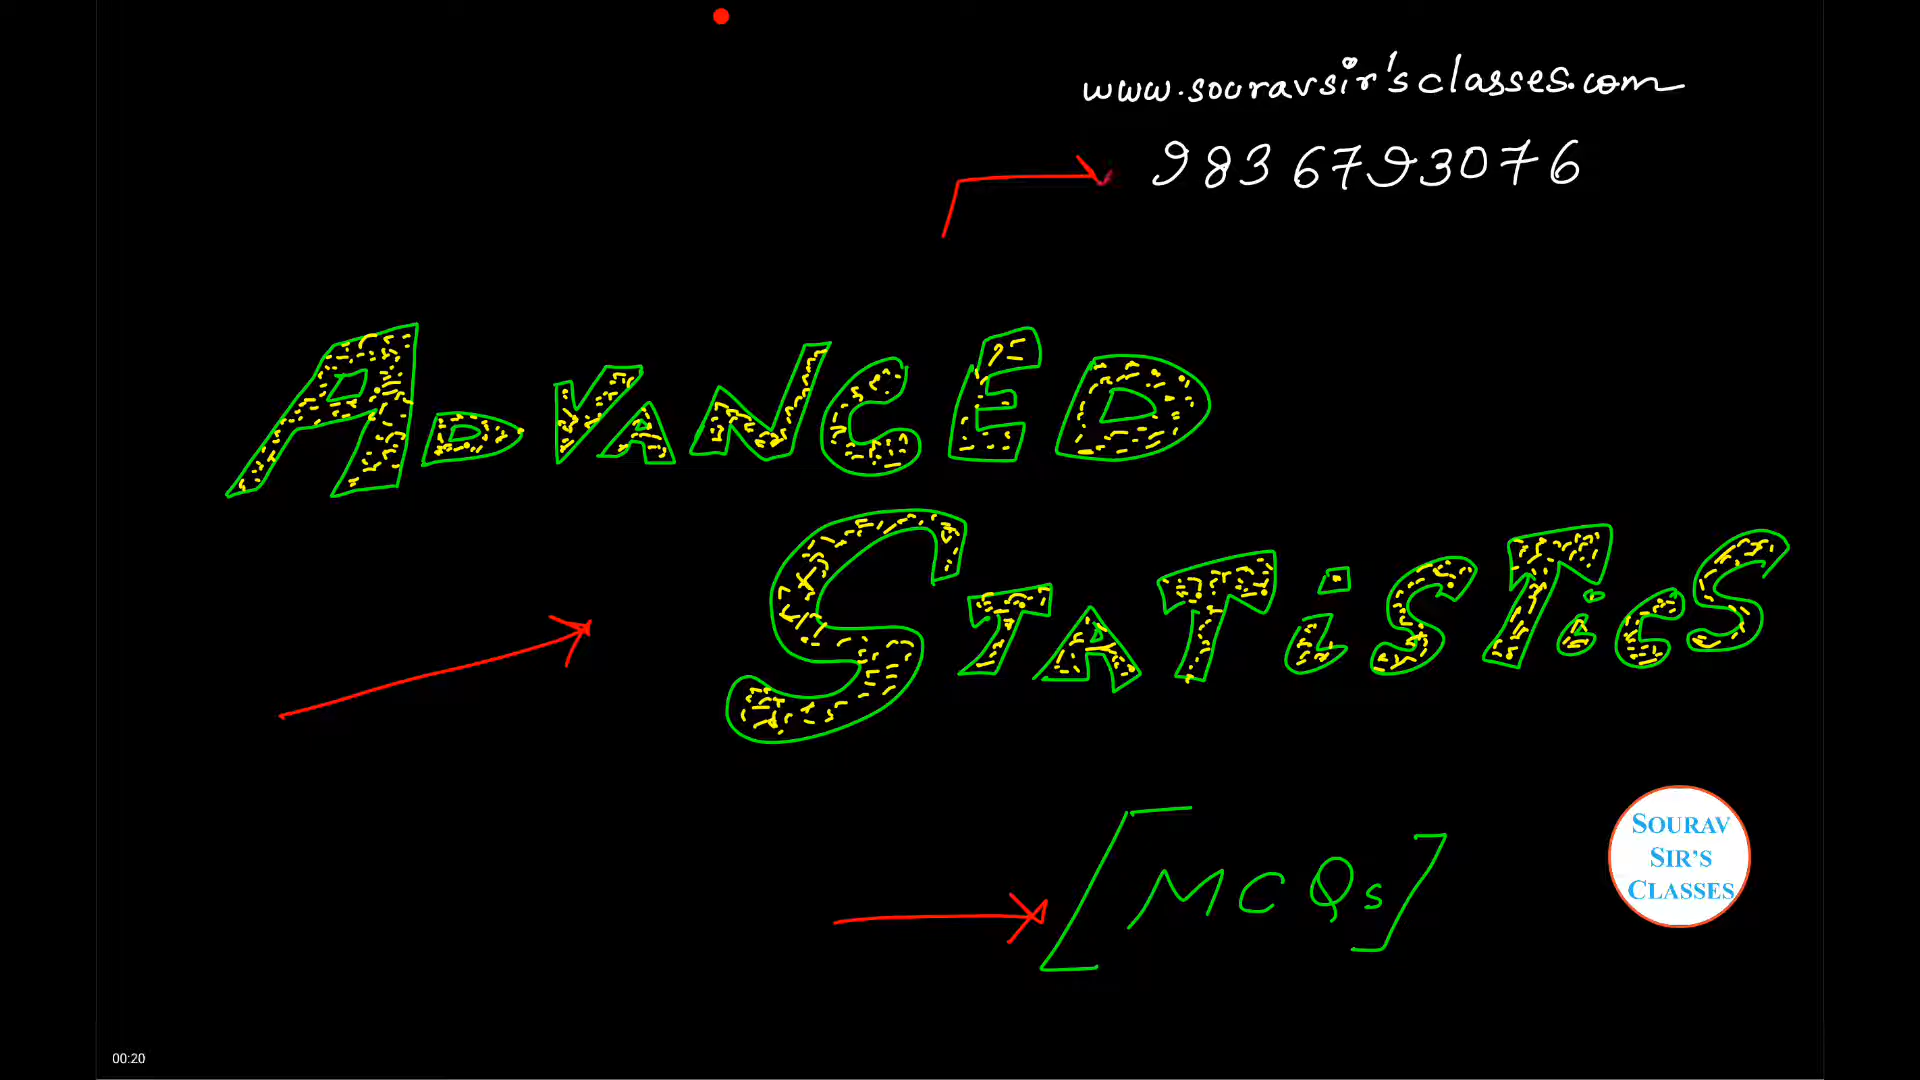 www.souravsir'sclasses.com
9836793076
ADVANCED
STATiSTicS
[MCQs]
SOURAV
SIR'S
CLASSES
00:20